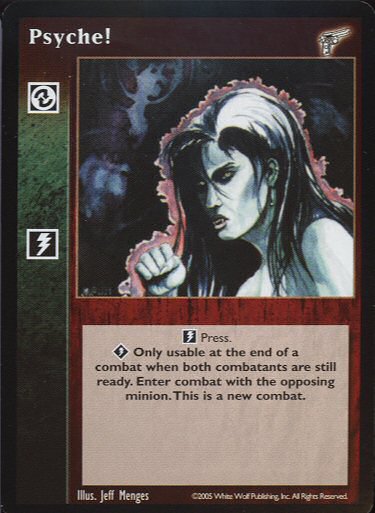 Psyche!
Press.
Only usable at the end of a
combat when both combatants are still
ready. Enter combat with the opposing
minion. This is a new combat.
Illus. Jeff Menges
©2005 White Wolf Publishing, Inc. All Rights Reserved.